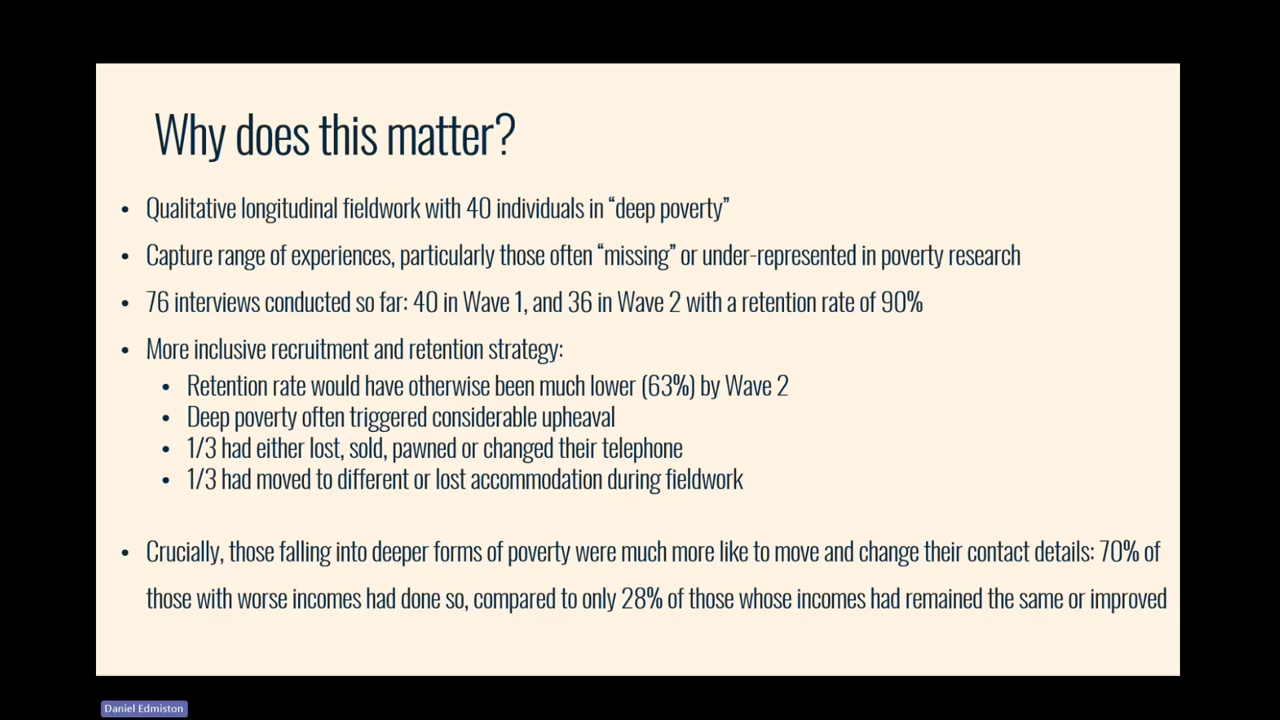 Why does this matter?
• Qualitative longitudinal fieldwork with 40 individuals in “deep poverty”
• Capture range of experiences, particularly those often “missing” or under-represented in poverty research
• 76 interviews conducted so far: 40 in Wave 1, and 36 in Wave 2 with a retention rate of 90%
• More inclusive recruitment and retention strategy:
• Retention rate would have otherwise been much lower (63%) by Wave 2
• Deep poverty often triggered considerable upheaval
• 1/3 had either lost, sold, pawned or changed their telephone
• 1/3 had moved to different or lost accommodation during fieldwork
• Crucially, those falling into deeper forms of poverty were much more like to move and change their contact details: 70% of
those with worse incomes had done so, compared to only 28% of those whose incomes had remained the same or improved
Daniel Edmiston